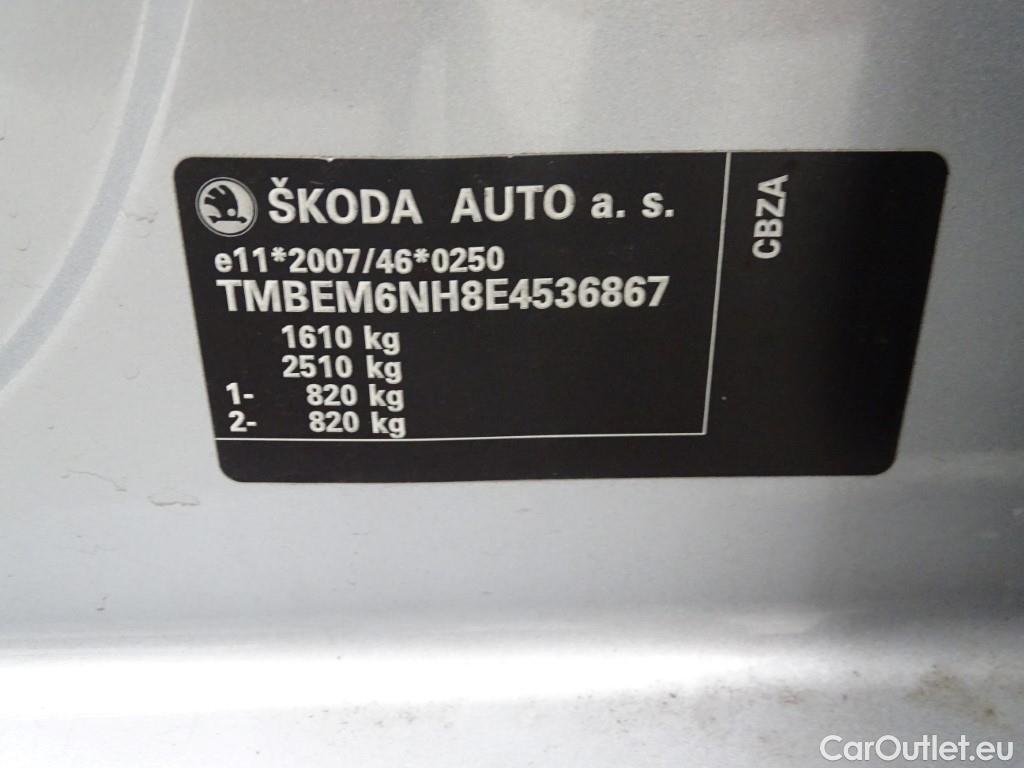 ŠKODA AUTO a. s.
e11*2007/46*0250
TMBEM6NH8E4536867
1610 kg
2510 kg
1- 820 kg
2- 820 kg
CBZA
CarOutlet.eu